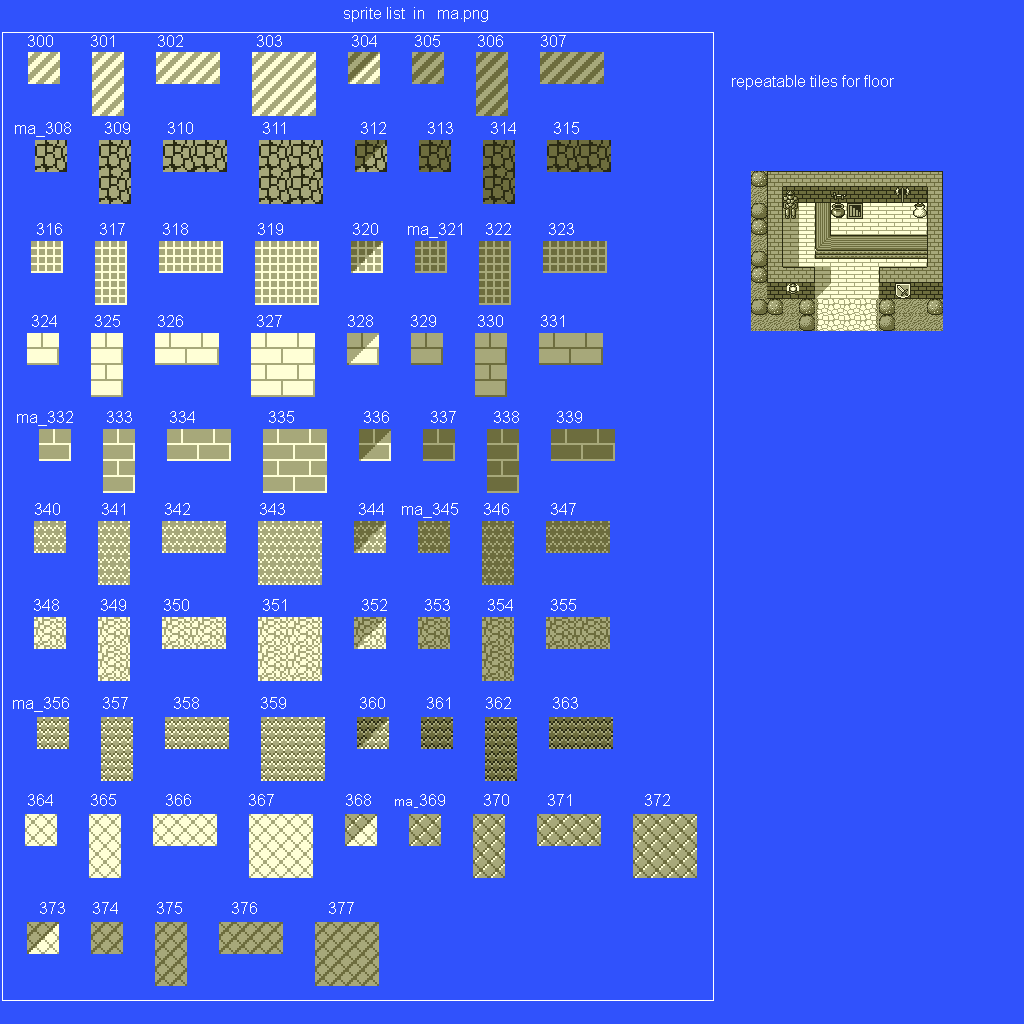 sprite list in ma.png
300 301 302 303 304 305 306 307
repeatable tiles for floor
ma_308 309 310 311 312 313 314 315
316 317 318 319 320 ma_321 322 323
324 325 326 327 328 329 330 331
ma_332 333 334 335 336 337 338 339
340 341 342 343 344 ma_345 346 347
348 349 350 351 352 353 354 355
ma_356 357 358 359 360 361 362 363
364 365 366 367 368 ma_369 370 371 372
373 374 375 376 377